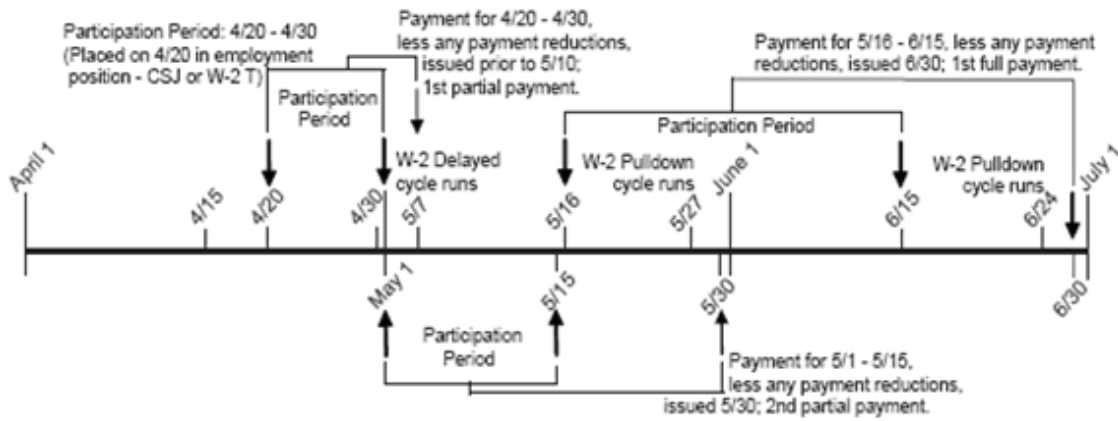 Participation Period: 4/20 - 4/30
(Placed on 4/20 in employment
position - CSJ or W-2 T)
Participation
Period
Payment for 4/20 - 4/30,
less any payment reductions,
issued prior to 5/10;
1st partial payment.
Payment for 5/16 - 6/15, less any payment
reductions, issued 6/30; 1st full payment.
Participation Period
W-2 Delayed
cycle runs
W-2 Pulldown
cycle runs
W-2 Pulldown
cycle runs
April 1
4/15
4/20
4/30
5/7
5/16
5/27
June 1
6/15
6/24
July 1
May 1
5/15
5/30
6/30
Participation
Period
Payment for 5/1 - 5/15,
less any payment reductions,
issued 5/30; 2nd partial payment.